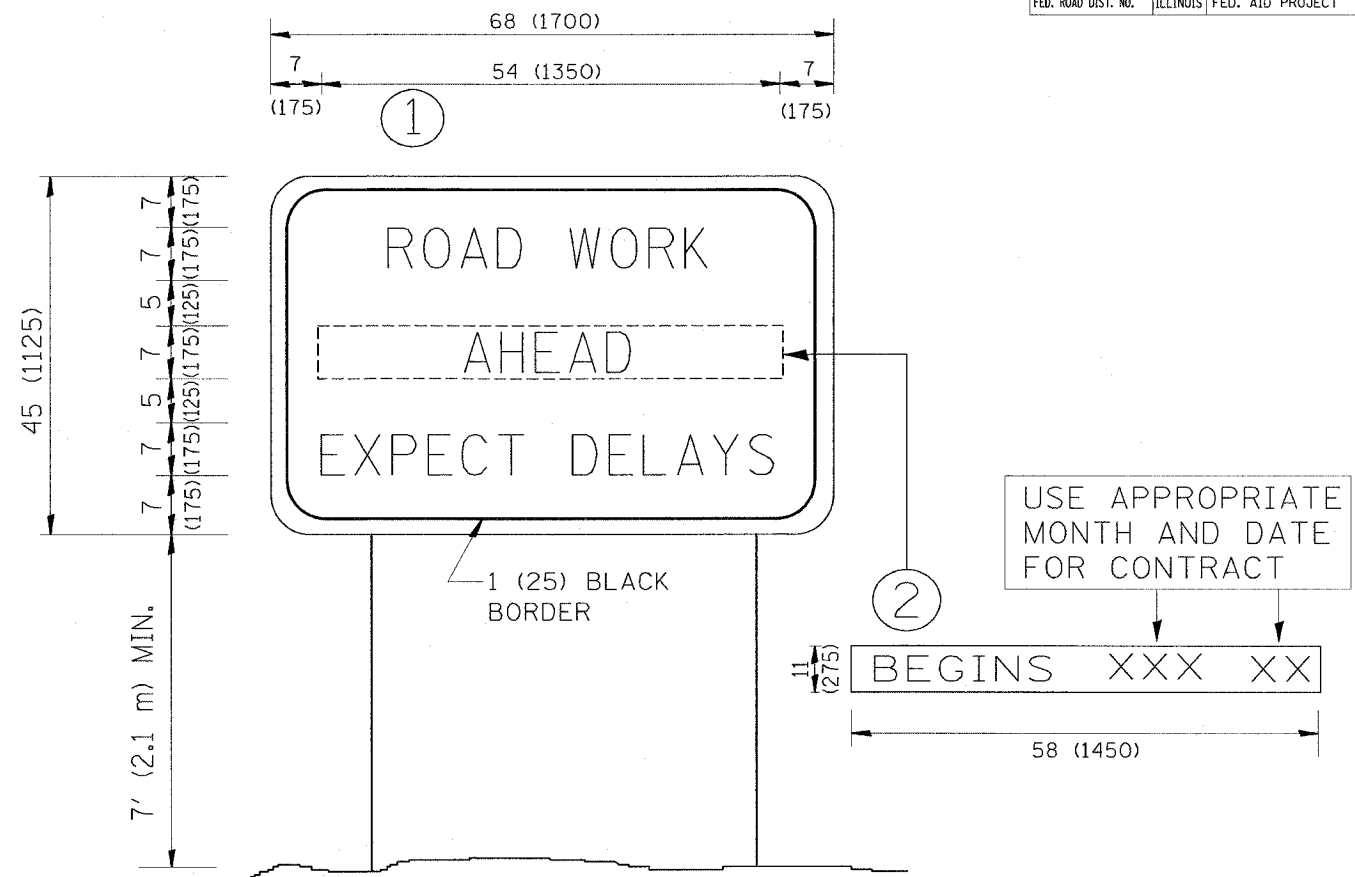 FED. ROAD DIST. NO. ILLINOIS FED. AID PROJECT
68 (1700)
7 54 (1350) 7
(175) (175)
1
45 (1125)
7 (175)
7 (175)
5 (125)
7 (175)
5 (125)
7 (175)
7 (175)
ROAD WORK
AHEAD
EXPECT DELAYS
1 (25) BLACK
BORDER
7' (2.1 m) MIN.
2
USE APPROPRIATE
MONTH AND DATE
FOR CONTRACT
11 (275)
BEGINS XXX XX
58 (1450)